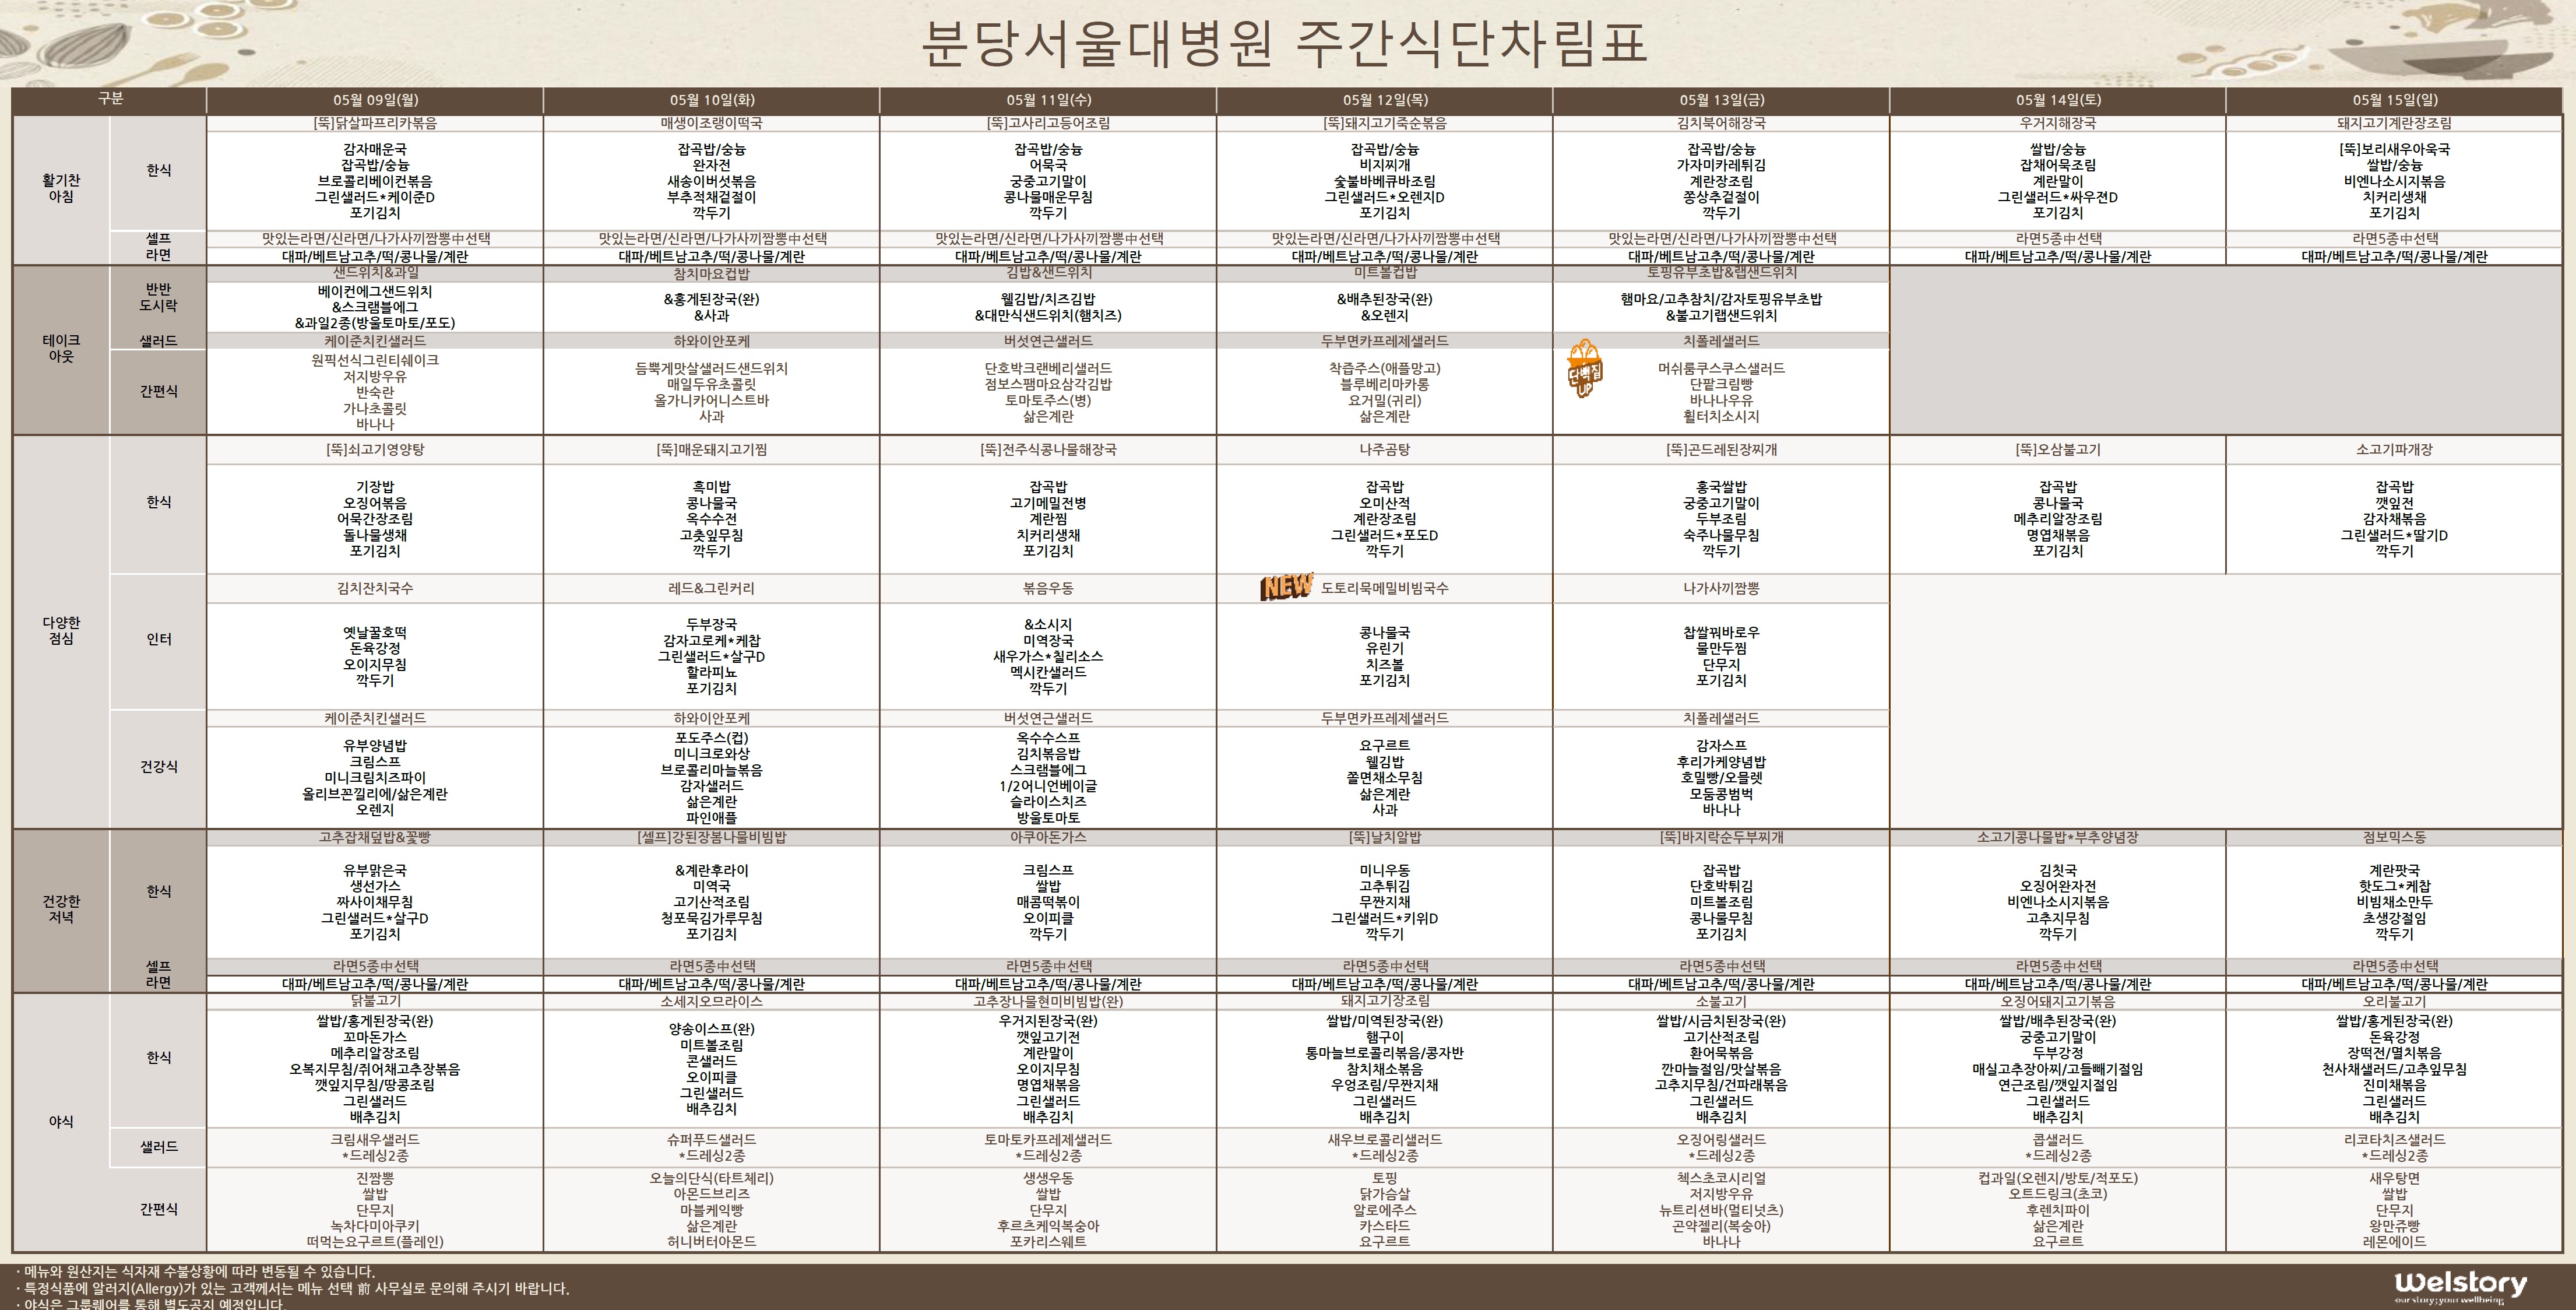 분당서울대병원 주간식단차림표
구분
05월 09일(월)
05월 10일(화)
05월 11일(수)
05월 12일(목)
05월 13일(금)
05월 14일(토)
05월 15일(일)
활기찬
아침
한식
[뚝]닭살파프리카볶음
감자매운국
잡곡밥/숭늉
브로콜리베이컨볶음
그린샐러드*케이준D
포기김치
매생이조랭이떡국
잡곡밥/숭늉
완자전
새송이버섯볶음
부추적채겉절이
깍두기
[뚝]고사리고등어조림
잡곡밥/숭늉
어묵국
궁중고기말이
콩나물매운무침
깍두기
[뚝]돼지고기죽순볶음
잡곡밥/숭늉
비지찌개
숯불바베큐바조림
그린샐러드*오렌지D
포기김치
김치북어해장국
잡곡밥/숭늉
가자미카레튀김
계란장조림
쫑상추겉절이
깍두기
우거지해장국
쌀밥/숭늉
잡채어묵조림
계란말이
그린샐러드*싸우젼D
포기김치
돼지고기계란장조림
[뚝]보리새우아욱국
쌀밥/숭늉
비엔나소시지볶음
치커리생채
포기김치
셀프
라면
맛있는라면/신라면/나가사끼짬뽕中선택
대파/베트남고추/떡/콩나물/계란
맛있는라면/신라면/나가사끼짬뽕中선택
대파/베트남고추/떡/콩나물/계란
맛있는라면/신라면/나가사끼짬뽕中선택
대파/베트남고추/떡/콩나물/계란
맛있는라면/신라면/나가사끼짬뽕中선택
대파/베트남고추/떡/콩나물/계란
맛있는라면/신라면/나가사끼짬뽕中선택
대파/베트남고추/떡/콩나물/계란
라면5종中선택
대파/베트남고추/떡/콩나물/계란
라면5종中선택
대파/베트남고추/떡/콩나물/계란
테이크
아웃
반반
도시락
샌드위치&과일
베이컨에그샌드위치
&스크램블에그
&과일2종(방울토마토/포도)
참치마요컵밥
&홍게된장국(완)
&사과
김밥&샌드위치
웰김밥/치즈김밥
&대만식샌드위치(햄치즈)
미트볼컵밥
&배추된장국(완)
&오렌지
토핑유부초밥&랩샌드위치
햄마요/고추참치/감자토핑유부초밥
&불고기랩샌드위치
샐러드
케이준치킨샐러드
하와이안포케
버섯연근샐러드
두부면카프레제샐러드
치폴레샐러드
간편식
원픽선식그린티쉐이크
저지방우유
반숙란
가나초콜릿
바나나
듬뿍게맛살샐러드샌드위치
매일두유초콜릿
올가니카어니스트바
사과
단호박크랜베리샐러드
점보스팸마요삼각김밥
토마토주스(병)
삶은계란
착즙주스(애플망고)
블루베리마카롱
요거밀(귀리)
삶은계란
단백질
UP
머쉬룸쿠스쿠스샐러드
단팥크림빵
바나나우유
휠터치소시지
다양한
점심
한식
[뚝]쇠고기영양탕
기장밥
오징어볶음
어묵간장조림
돌나물생채
포기김치
[뚝]매운돼지고기찜
흑미밥
콩나물국
옥수수전
고춧잎무침
깍두기
[뚝]전주식콩나물해장국
잡곡밥
고기메밀전병
계란찜
치커리생채
포기김치
나주곰탕
잡곡밥
오미산적
계란장조림
그린샐러드*포도D
깍두기
[뚝]곤드레된장찌개
홍국쌀밥
궁중고기말이
두부조림
숙주나물무침
깍두기
[뚝]오삼불고기
잡곡밥
콩나물국
메추리알장조림
명엽채볶음
포기김치
소고기파개장
잡곡밥
깻잎전
감자채볶음
그린샐러드*딸기D
깍두기
인터
김치잔치국수
옛날꿀호떡
돈육강정
오이지무침
깍두기
레드&그린커리
두부장국
감자고로케*케찹
그린샐러드*살구D
할라피뇨
포기김치
볶음우동
&소시지
미역장국
새우가스*칠리소스
멕시칸샐러드
깍두기
NEW
도토리묵메밀비빔국수
콩나물국
유린기
치즈볼
포기김치
나가사끼짬뽕
찹쌀꿔바로우
물만두찜
단무지
포기김치
건강식
케이준치킨샐러드
유부양념밥
크림스프
미니크림치즈파이
올리브꼰낄리에/삶은계란
오렌지
하와이안포케
포도주스(컵)
미니크로와상
브로콜리마늘볶음
감자샐러드
삶은계란
파인애플
버섯연근샐러드
옥수수스프
김치볶음밥
스크램블에그
1/2어니언베이글
슬라이스치즈
방울토마토
두부면카프레제샐러드
요구르트
웰김밥
쫄면채소무침
삶은계란
사과
치폴레샐러드
감자스프
후리가케양념밥
호밀빵/오믈렛
모둠콩범벅
바나나
건강한
저녁
한식
고추잡채덮밥&꽃빵
유부맑은국
생선가스
짜사이채무침
그린샐러드*살구D
포기김치
[셀프]강된장봄나물비빔밥
&계란후라이
미역국
고기산적조림
청포묵김가루무침
포기김치
아쿠아돈가스
크림스프
쌀밥
매콤떡볶이
오이피클
깍두기
[뚝]날치알밥
미니우동
고추튀김
무짠지채
그린샐러드*키위D
깍두기
[뚝]바지락순두부찌개
잡곡밥
단호박튀김
미트볼조림
콩나물무침
포기김치
소고기콩나물밥*부추양념장
김칫국
오징어완자전
비엔나소시지볶음
고추지무침
깍두기
점보믹스동
계란팟국
핫도그*케찹
비빔채소만두
초생강절임
깍두기
셀프
라면
라면5종中선택
대파/베트남고추/떡/콩나물/계란
라면5종中선택
대파/베트남고추/떡/콩나물/계란
라면5종中선택
대파/베트남고추/떡/콩나물/계란
라면5종中선택
대파/베트남고추/떡/콩나물/계란
라면5종中선택
대파/베트남고추/떡/콩나물/계란
라면5종中선택
대파/베트남고추/떡/콩나물/계란
라면5종中선택
대파/베트남고추/떡/콩나물/계란
야식
한식
닭불고기
쌀밥/홍게된장국(완)
꼬마돈가스
메추리알장조림
오복지무침/쥐어채고추장볶음
깻잎지무침/땅콩조림
그린샐러드
배추김치
소세지오므라이스
양송이스프(완)
미트볼조림
콘샐러드
오이피클
그린샐러드
배추김치
고추장나물현미비빔밥(완)
우거지된장국(완)
깻잎고기전
계란말이
오이지무침
명엽채볶음
그린샐러드
배추김치
돼지고기장조림
쌀밥/미역된장국(완)
햄구이
통마늘브로콜리볶음/콩자반
참치채소볶음
우엉조림/무짠지채
그린샐러드
배추김치
소불고기
쌀밥/시금치된장국(완)
고기산적조림
환어묵볶음
깐마늘절임/맛살볶음
고추지무침/건파래볶음
그린샐러드
배추김치
오징어돼지고기볶음
쌀밥/배추된장국(완)
궁중고기말이
두부강정
매실고추장아찌/고들빼기절임
연근조림/깻잎지절임
그린샐러드
배추김치
오리불고기
쌀밥/홍게된장국(완)
돈육강정
장떡전/멸치볶음
천사채샐러드/고추잎무침
진미채볶음
그린샐러드
배추김치
샐러드
크림새우샐러드
*드레싱2종
슈퍼푸드샐러드
*드레싱2종
토마토카프레제샐러드
*드레싱2종
새우브로콜리샐러드
*드레싱2종
오징어링샐러드
*드레싱2종
콥샐러드
*드레싱2종
리코타치즈샐러드
*드레싱2종
간편식
진짬뽕
쌀밥
단무지
녹차다미아쿠키
떠먹는요구르트(플레인)
오늘의단식(타트체리)
아몬드브리즈
마블케익빵
삶은계란
허니버터아몬드
생생우동
쌀밥
단무지
후르츠케익복숭아
포카리스웨트
토핑
닭가슴살
알로에주스
카스타드
요구르트
첵스초코시리얼
저지방우유
뉴트리션바(멀티넛츠)
곤약젤리(복숭아)
바나나
컵과일(오렌지/방토/적포도)
오트드링크(초코)
후렌치파이
삶은계란
요구르트
새우탕면
쌀밥
단무지
왕만쥬빵
레몬에이드
· 메뉴와 원산지는 식자재 수불상황에 따라 변동될 수 있습니다.
· 특정식품에 알러지(Allergy)가 있는 고객께서는 메뉴 선택 前 사무실로 문의해 주시기 바랍니다.
· 야식은 그룹웨어를 통해 별도공지 예정입니다.
welstory
our story;your wellbeing